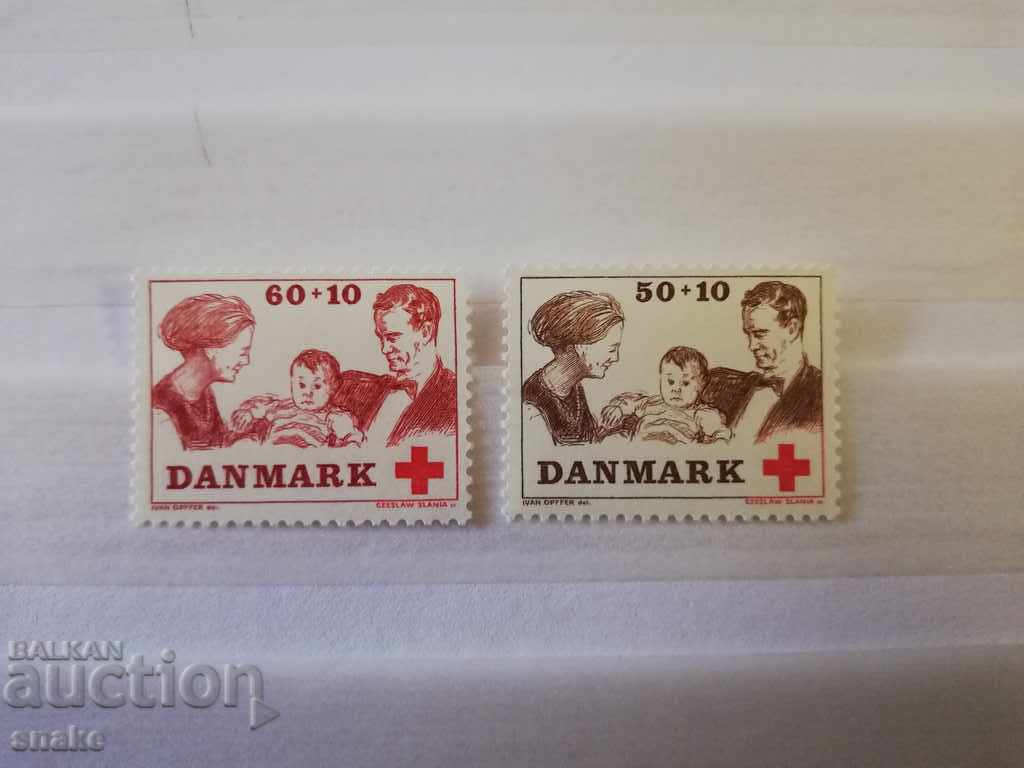 60+10
DANMARK
IVAN OPFFER del.
CZESLAW SLANIA sc.
50+10
DANMARK
IVAN OPFFER del.
CZESLAW SLANIA sc.
BALKAN
auction
snake